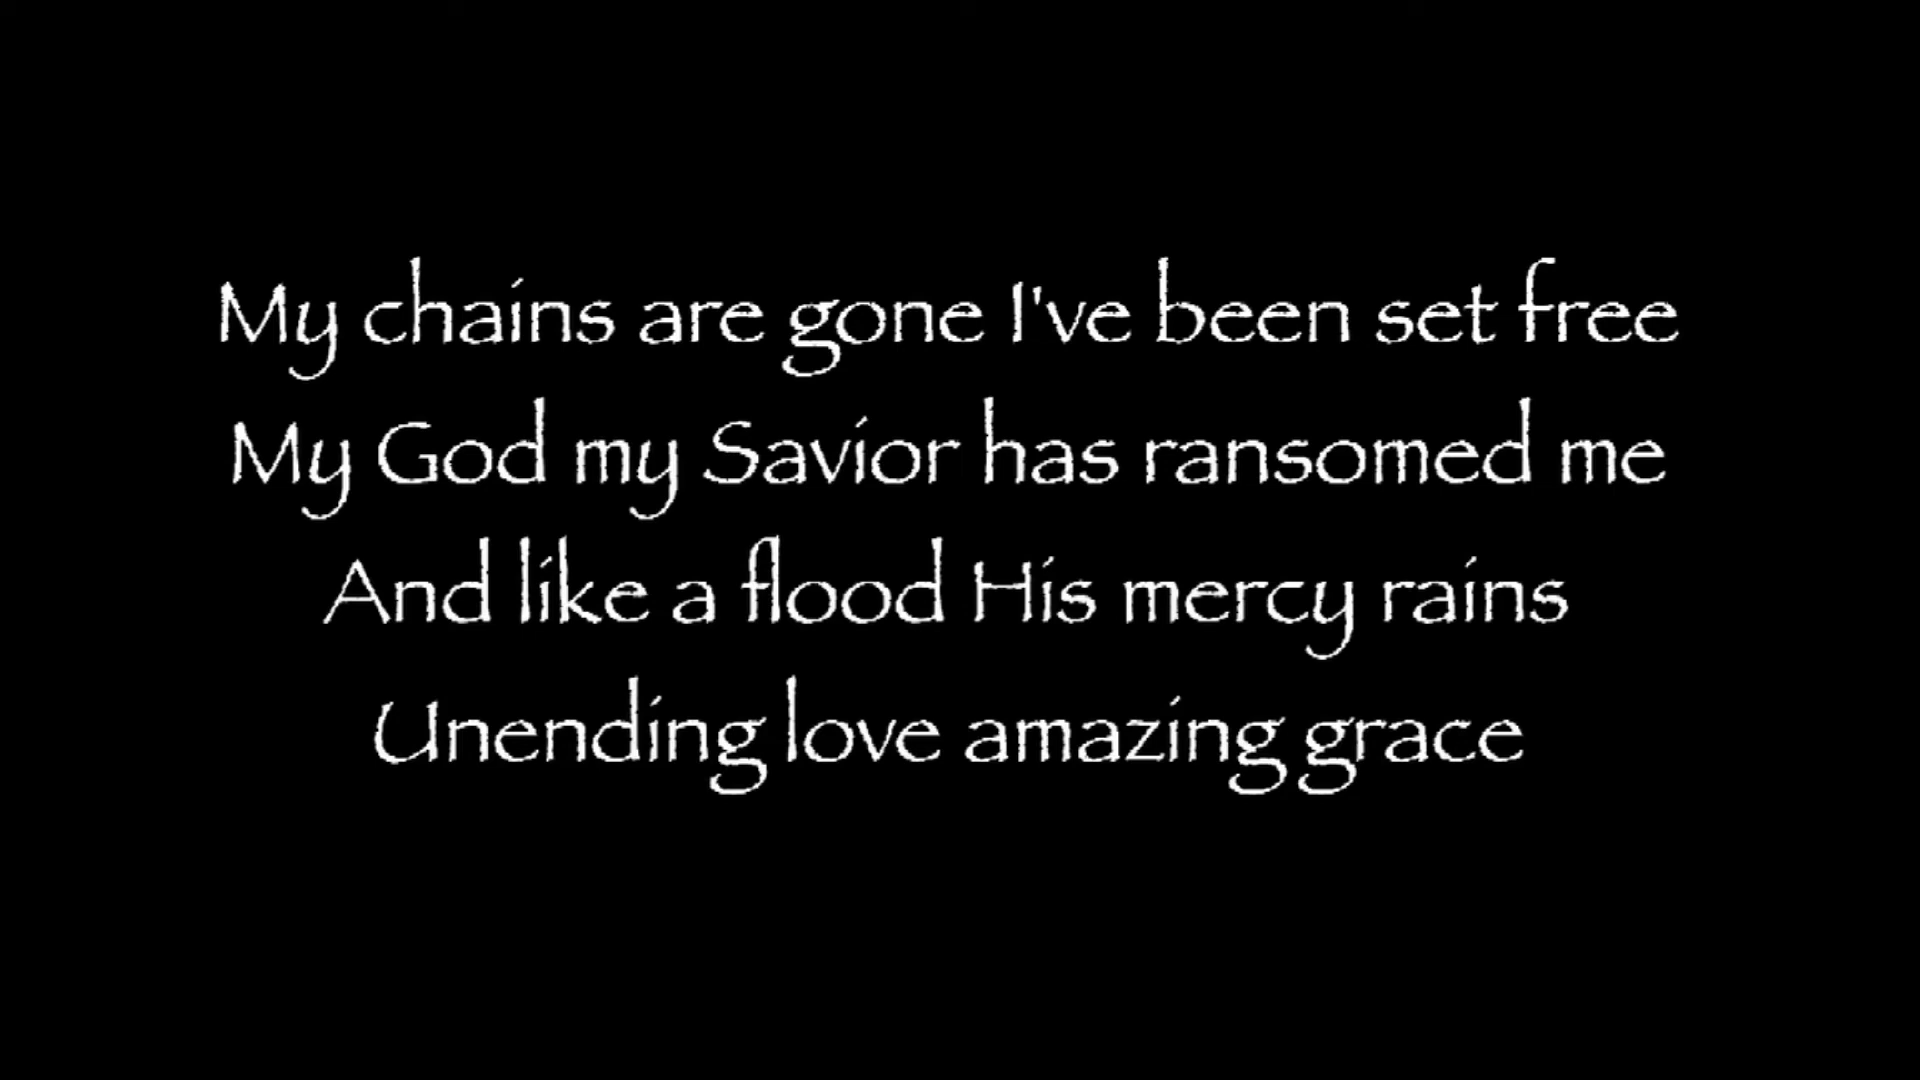 My chains are gone I've been set free
My God my Savior has ransomed me
And like a flood His mercy rains
Unending love amazing grace